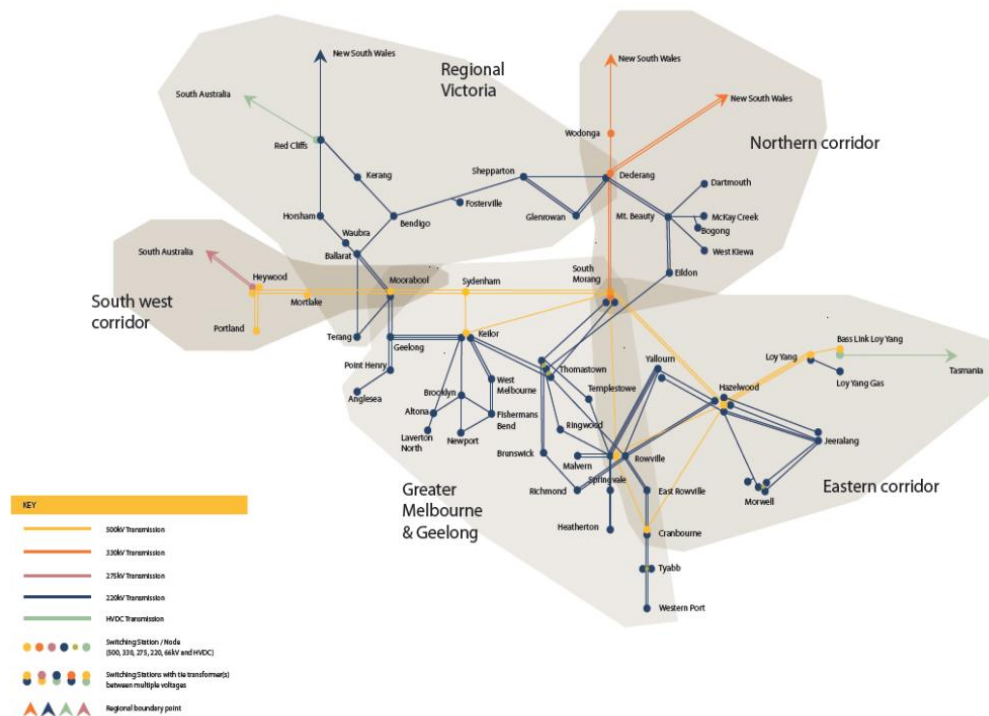 New South Wales
Regional
Victoria
South Australia
Red Cliffs
Kerang
Shepparton
Fosterville
Horsham
Bendigo
Glenrowan
Waubra
Ballarat
New South Wales
New South Wales
Wodonga
Northern corridor
Dederang
Dartmouth
Mt. Beauty
McKay Creek
Bogong
West Kiewa
Eildon
South Australia
Heywood
South west
corridor
Mortlake
Portland
Moorabool
Sydenham
South
Morang
Terang
Geelong
Keilor
Point Henry
Anglesea
West
Melbourne
Brooklyn
Altona
Fishermans
Bend
Laverton
North
Newport
Thomastown
Templestowe
Ringwood
Brunswick
Malvern
Rowville
Richmond
Springvale
East Rowville
Heatherton
Cranbourne
Tyabb
Western Port
Greater
Melbourne
& Geelong
Yallourn
Hazelwood
Loy Yang
Bass Link Loy Yang
Tasmania
Loy Yang Gas
Jeeralang
Morwell
Eastern corridor
KEY
500kV Transmission
330kV Transmission
275kV Transmission
220kV Transmission
HVDC Transmission
Switching Station / Node
(500, 330, 275, 220, 66kV and HVDC)
Switching Stations with tie transformer(s)
between multiple voltages
Regional boundary point